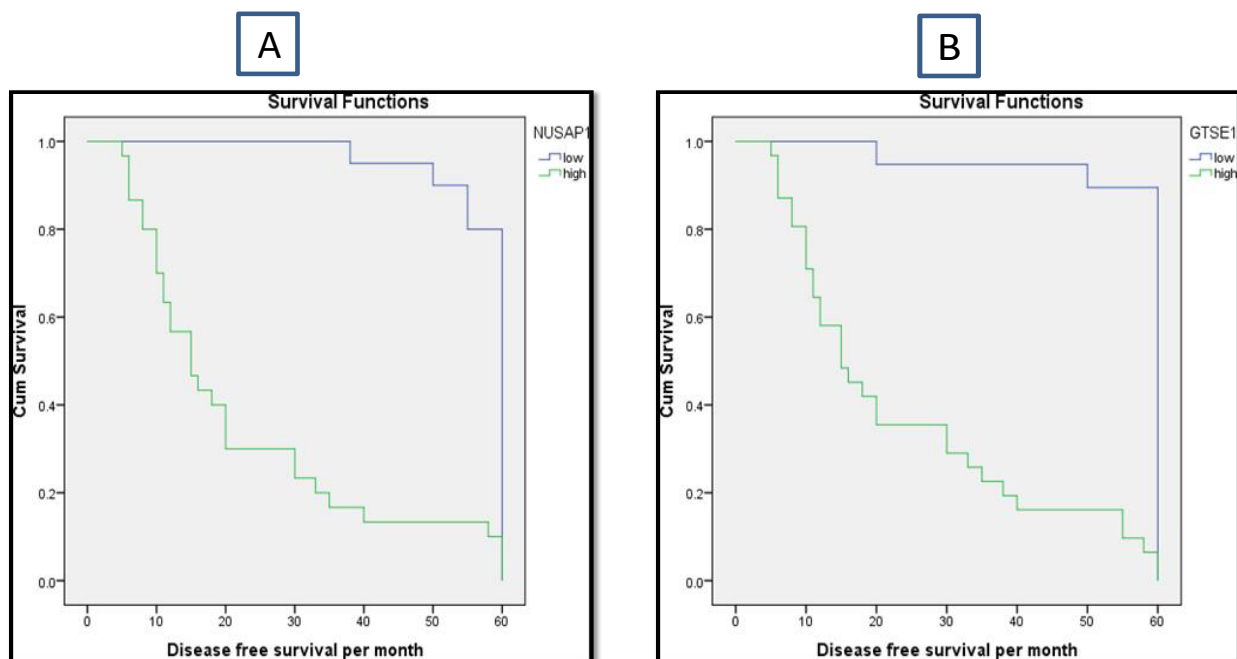 A
Survival Functions
NUSAP1
low
high
1.0
0.8
0.6
0.4
0.2
0.0
Cum Survival
0 10 20 30 40 50 60
Disease free survival per month
B
Survival Functions
GTSE1
low
high
1.0
0.8
0.6
0.4
0.2
0.0
Cum Survival
0 10 20 30 40 50 60
Disease free survival per month